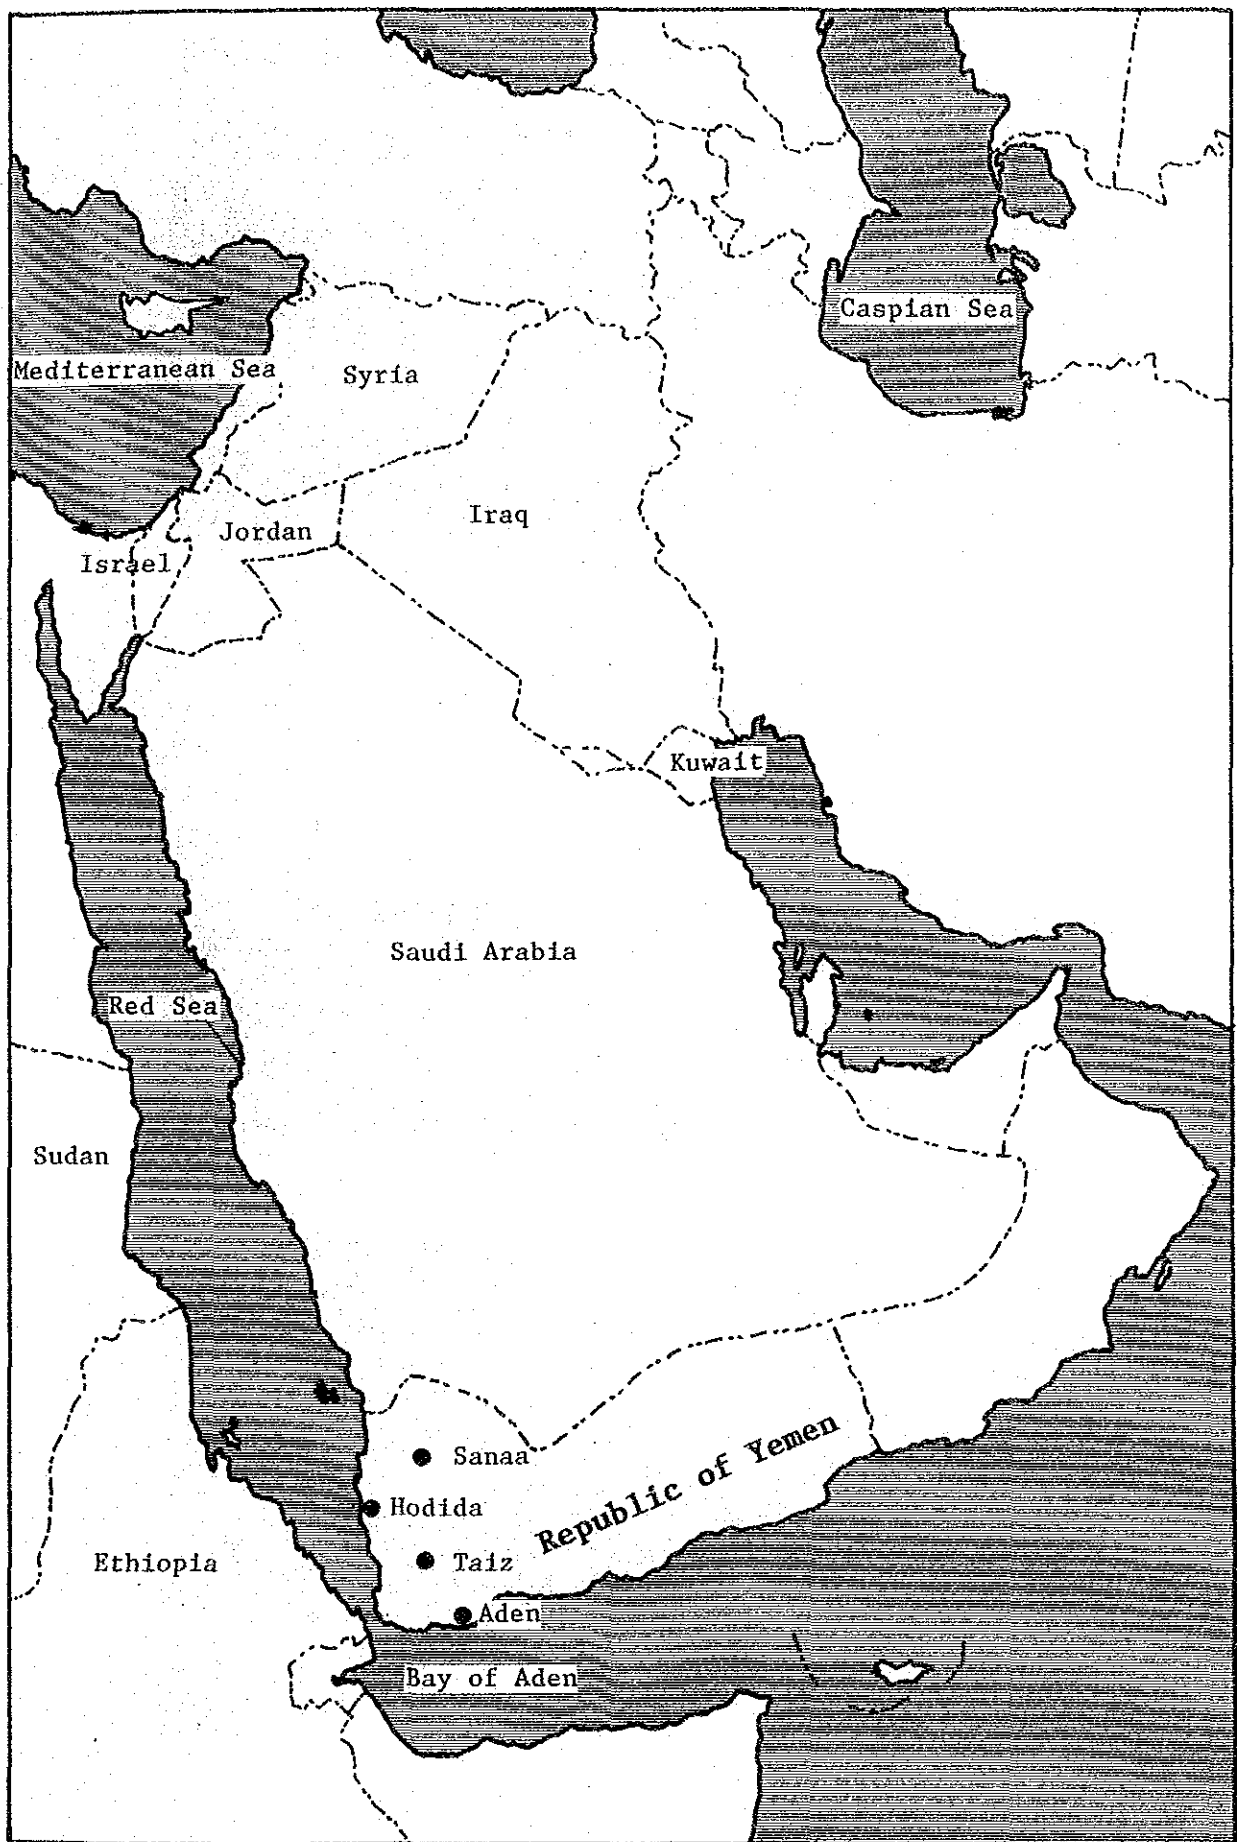 Caspian Sea
Mediterranean Sea
Syria
Iraq
Jordan
Israel
Kuwait
Saudi Arabia
Red Sea
Sudan
Republic of Yemen
Sanaa
Hodida
Ethiopia
Taiz
Aden
Bay of Aden